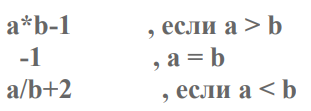 a*b-1 , если a > b
-1 , a = b
a/b+2 , если a < b